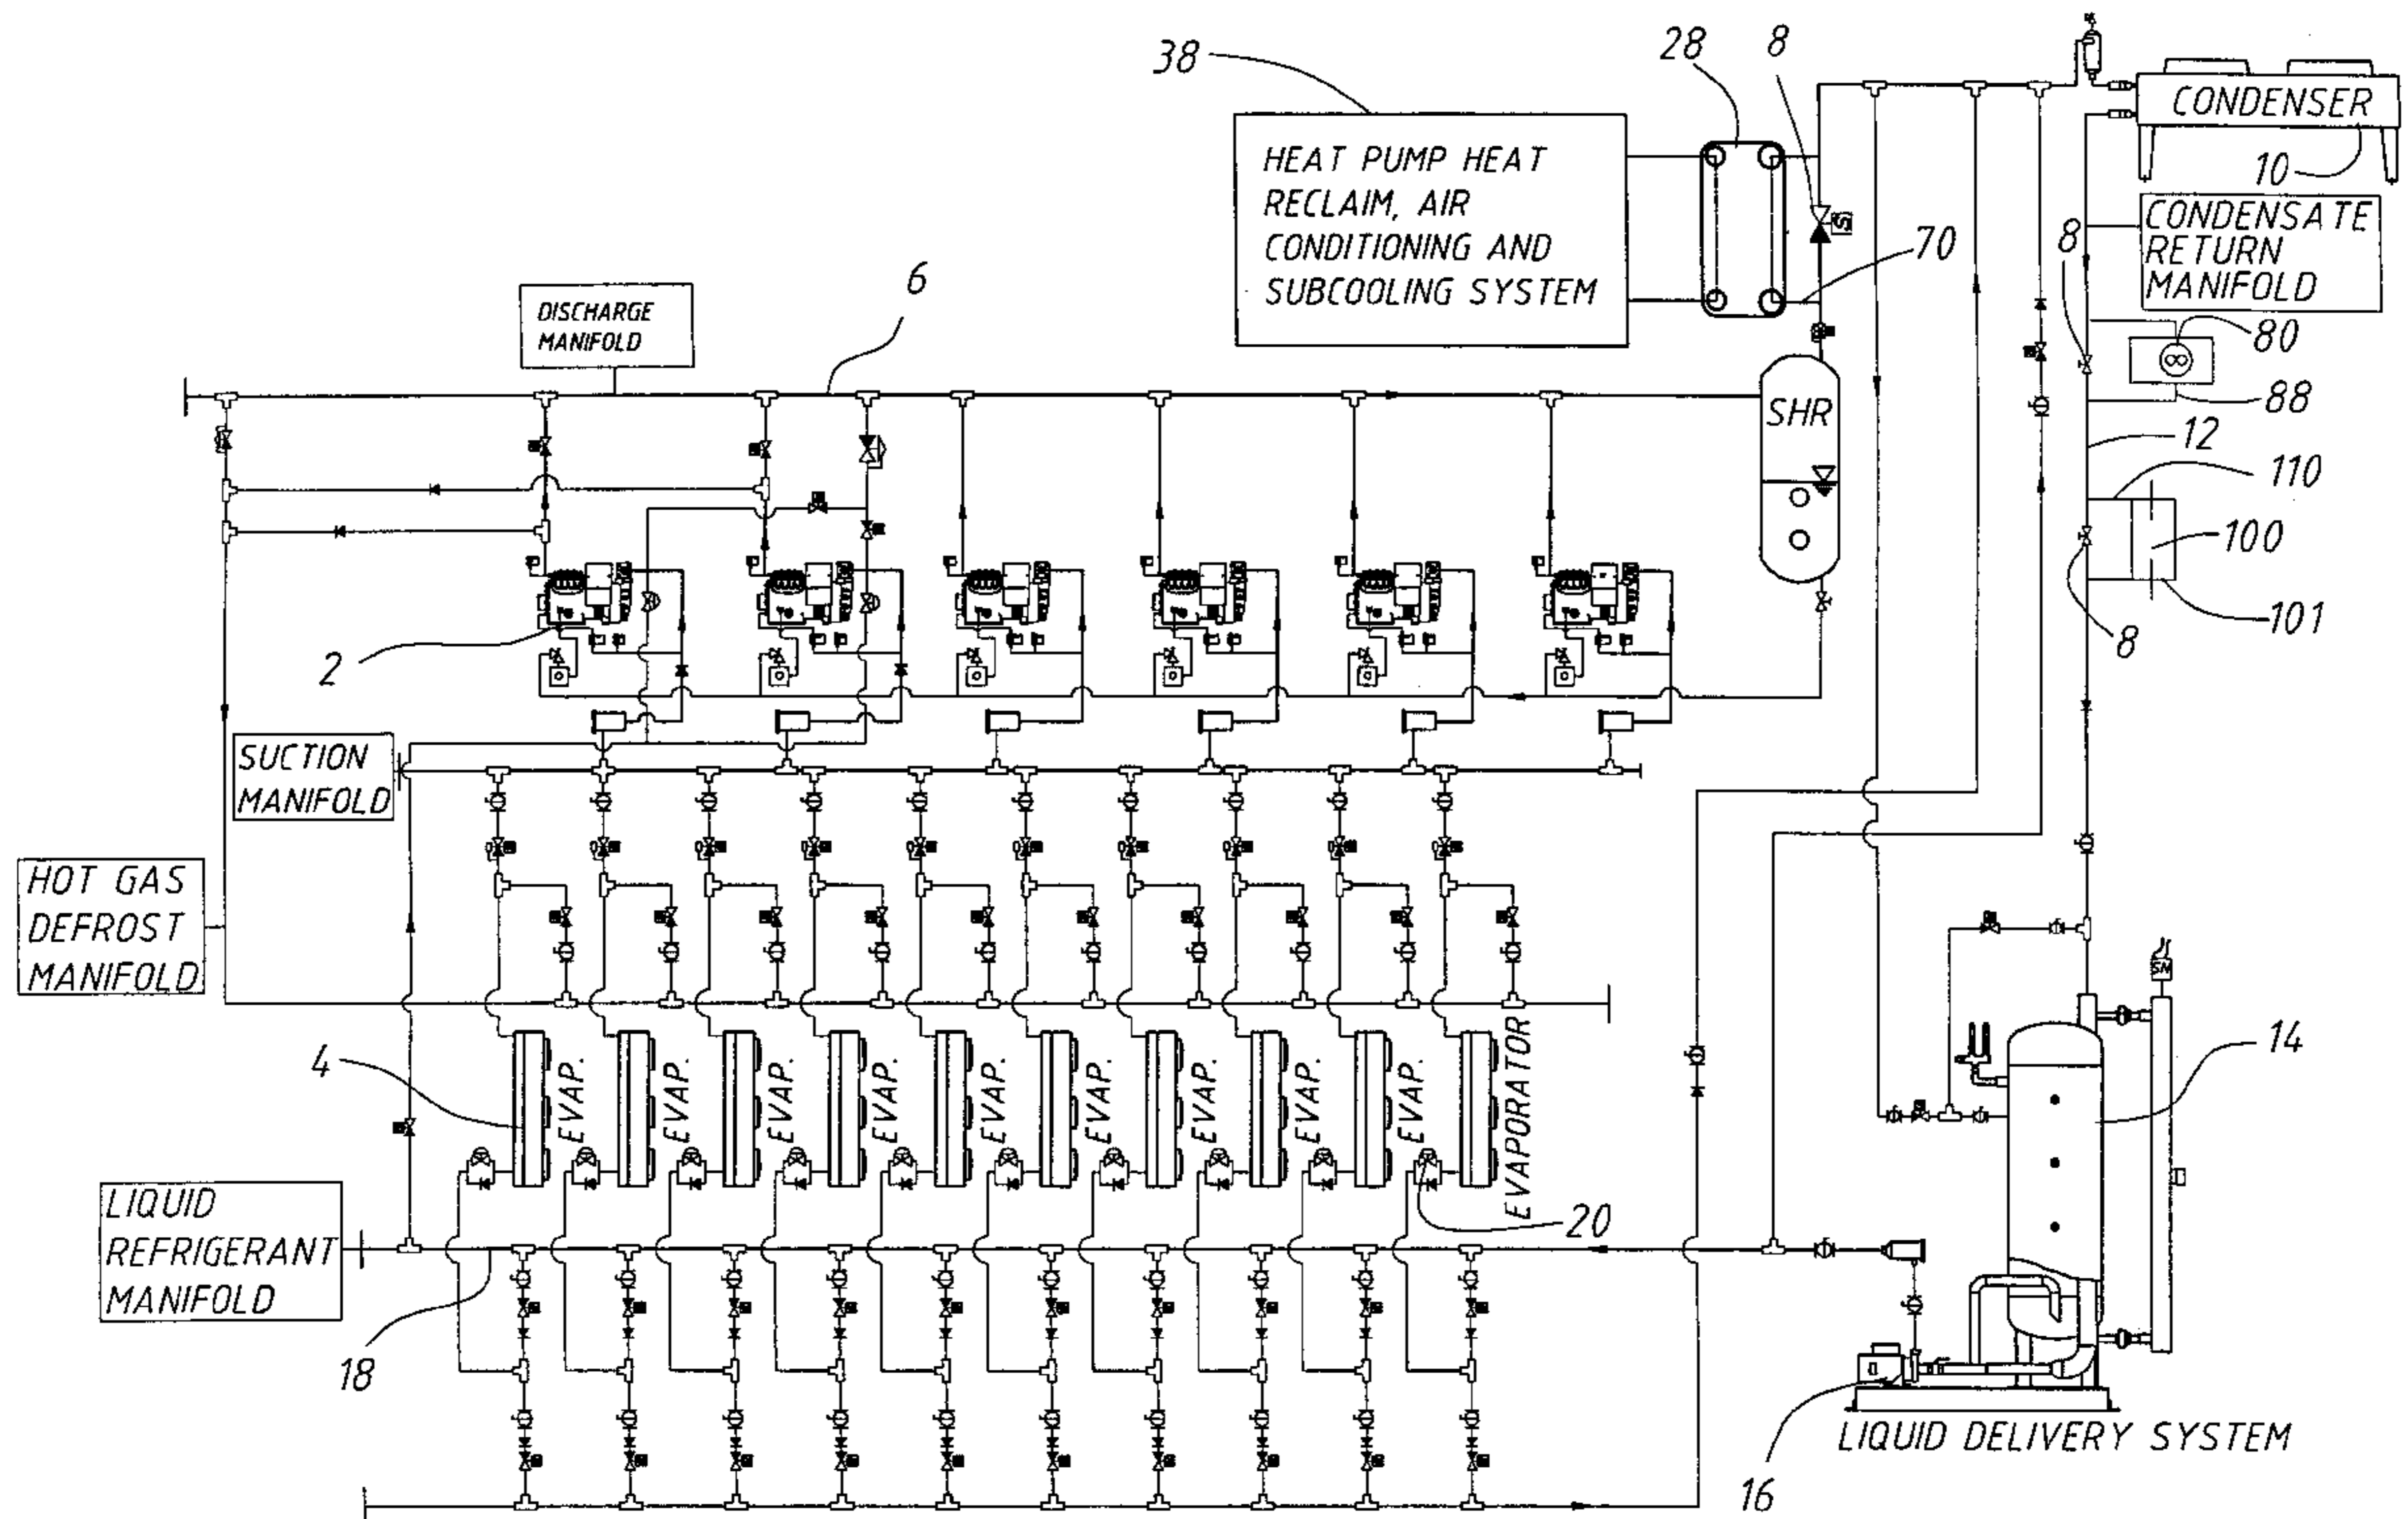 38
28
8
CONDENSER
10
HEAT PUMP HEAT
RECLAIM, AIR
CONDITIONING AND
SUBCOOLING SYSTEM
S
70
8
CONDENSATE
RETURN
MANIFOLD
6
DISCHARGE
MANIFOLD
80
88
SHR
12
110
100
101
8
2
SUCTION
MANIFOLD
HOT GAS
DEFROST
MANIFOLD
SN
4
EVAP.
EVAP.
EVAP.
EVAP.
EVAP.
EVAP.
EVAP.
EVAP.
EVAP.
EVAPORATOR
14
20
LIQUID
REFRIGERANT
MANIFOLD
18
16
LIQUID DELIVERY SYSTEM